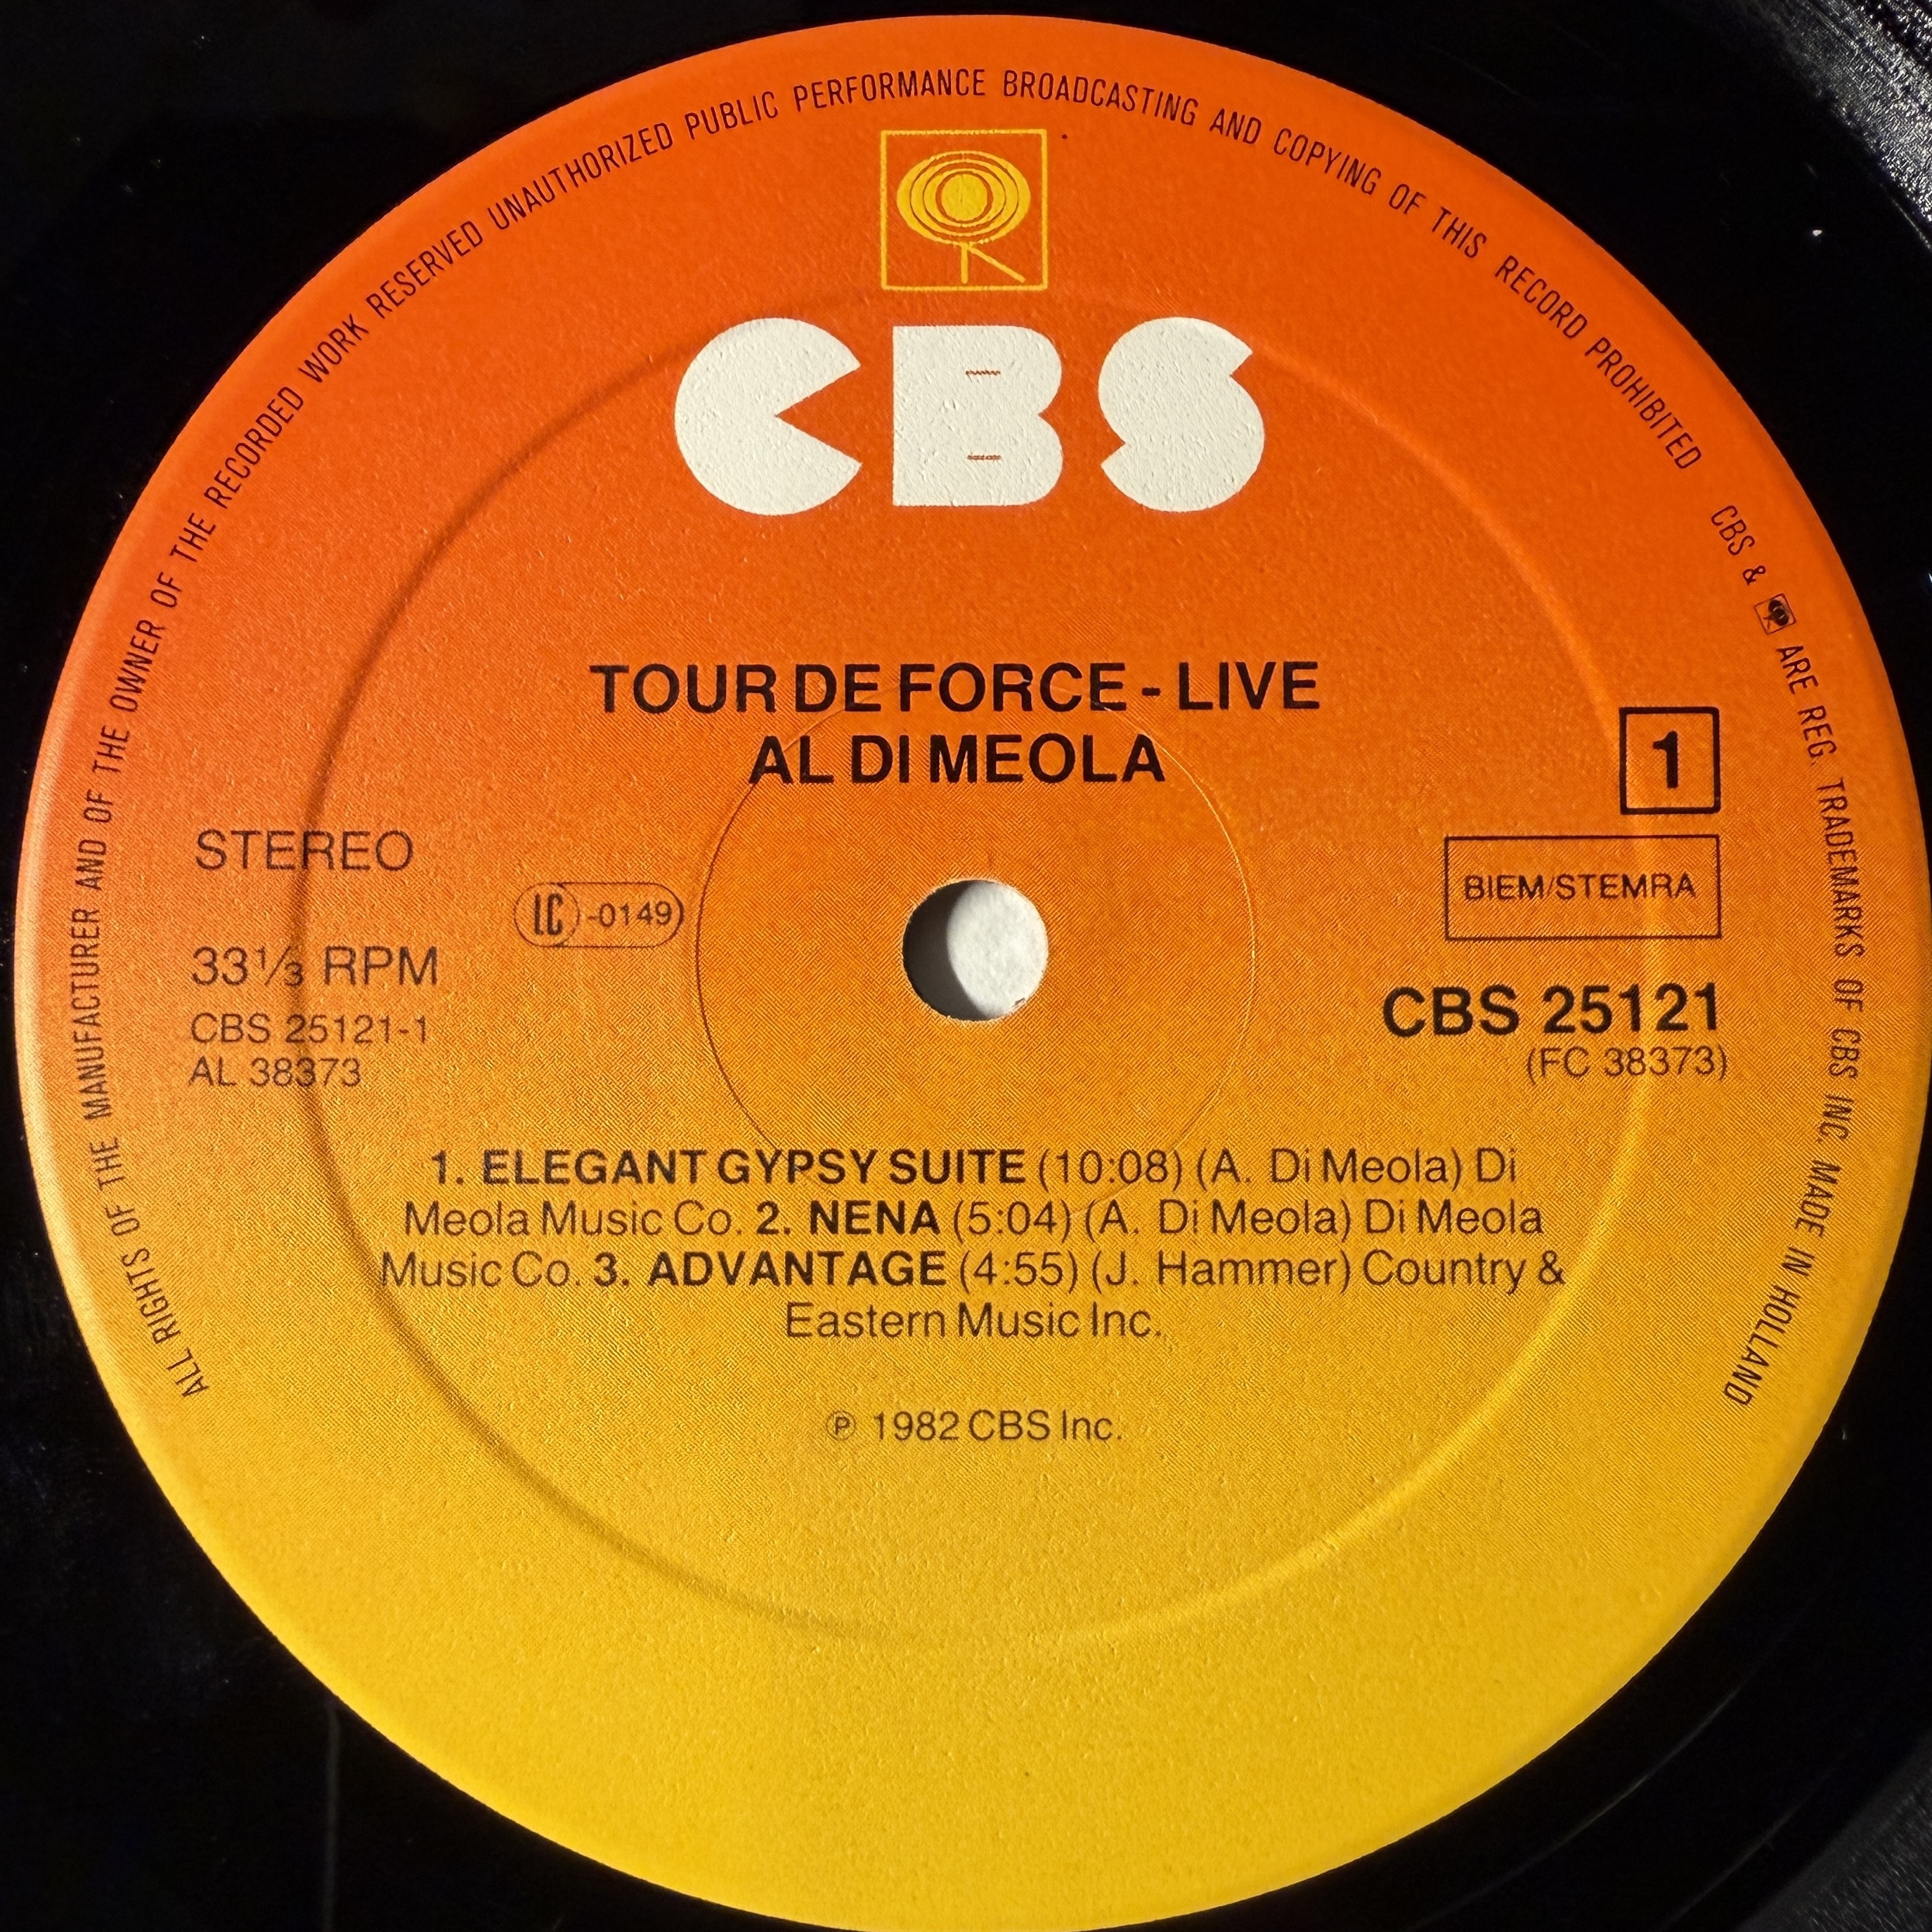 ALL RIGHTS OF THE MANUFACTURER AND OF THE OWNER OF THE RECORDED WORK RESERVED UNAUTHORIZED PUBLIC PERFORMANCE BROADCASTING AND COPYING OF THIS RECORD PROHIBITED CBS & ARE REG. TRADEMARKS OF CBS INC. MADE IN HOLLAND
CBS
TOUR DE FORCE - LIVE
AL DI MEOLA
1
STEREO
BIEM/STEMRA
LC -0149
33⅓ RPM
CBS 25121
CBS 25121-1
(FC 38373)
AL 38373
1. ELEGANT GYPSY SUITE (10:08) (A. Di Meola) Di
Meola Music Co. 2. NENA (5:04) (A. Di Meola) Di Meola
Music Co. 3. ADVANTAGE (4:55) (J. Hammer) Country &
Eastern Music Inc.
℗ 1982 CBS Inc.